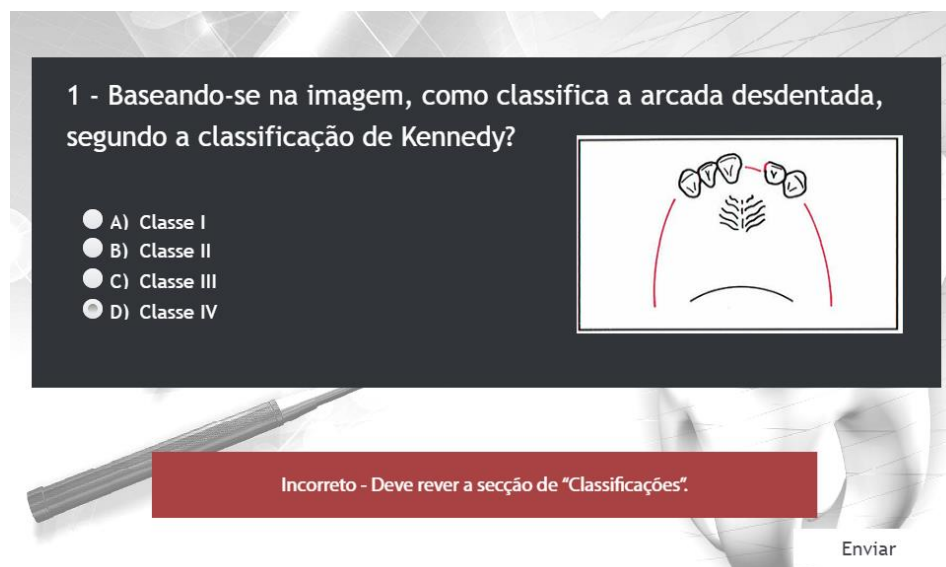 1 - Baseando-se na imagem, como classifica a arcada desdentada,
segundo a classificação de Kennedy?
A) Classe I
B) Classe II
C) Classe III
D) Classe IV
Incorreto - Deve rever a secção de “Classificações”.
Enviar